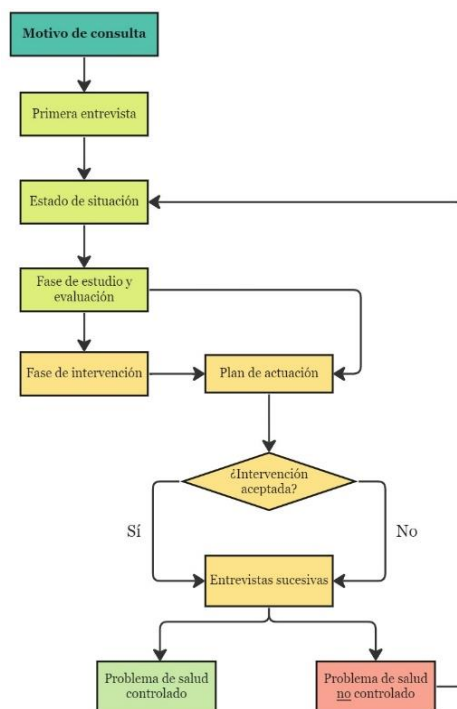 Motivo de consulta
Primera entrevista
Estado de situación
Fase de estudio y
evaluación
Fase de intervención
Plan de actuación
¿Intervención
aceptada?
Sí
No
Entrevistas sucesivas
Problema de salud
controlado
Problema de salud
no controlado